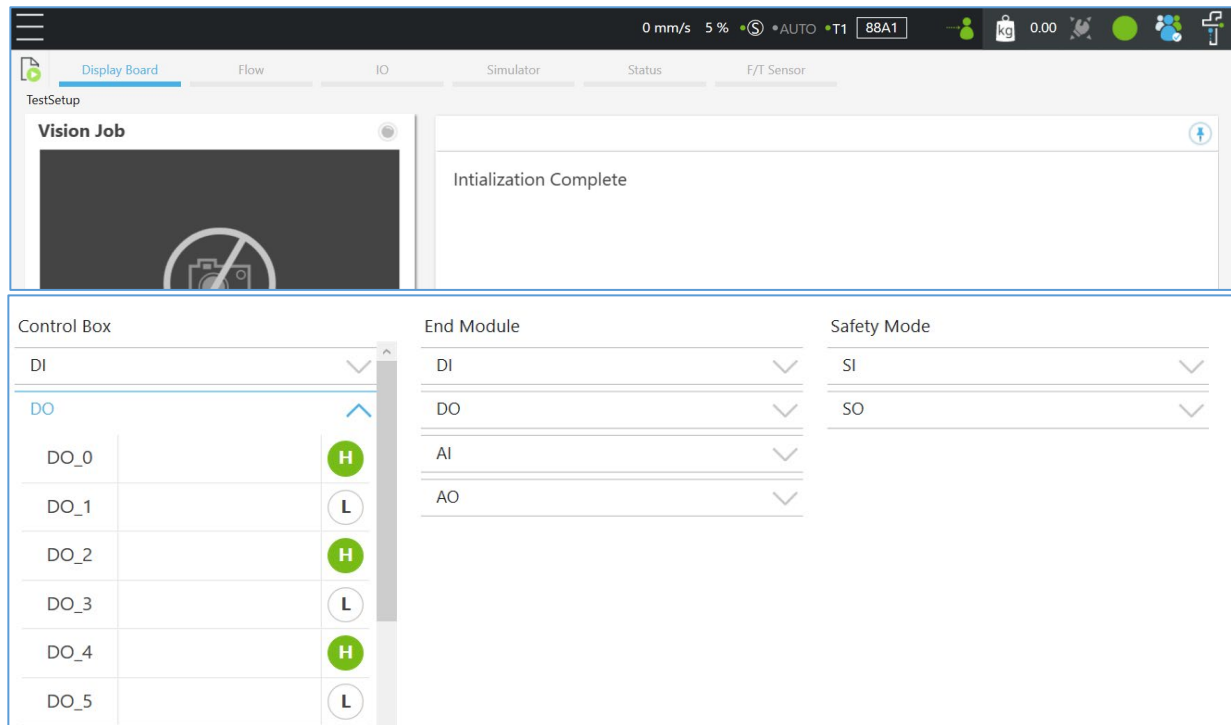 0 mm/s 5 % S AUTO T1 88A1 kg 0.00
Display Board Flow IO Simulator Status F/T Sensor
TestSetup
Vision Job
Intialization Complete
Control Box End Module Safety Mode
DI DI SI
DO DO SO
DO_0 H AI
DO_1 L AO
DO_2 H
DO_3 L
DO_4 H
DO_5 L